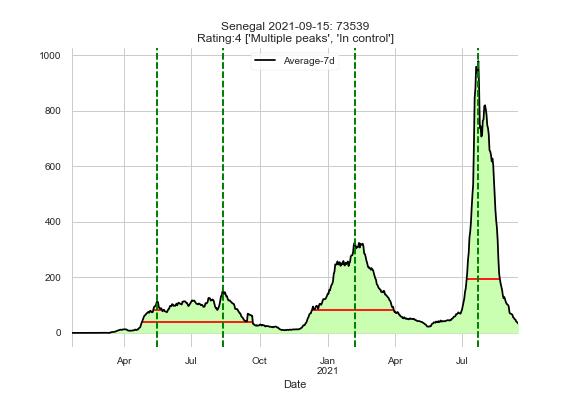 Senegal 2021-09-15: 73539
Rating:4 ['Multiple peaks', 'In control']
Average-7d
1000
800
600
400
200
0
Apr
Jul
Oct
Jan
2021
Apr
Jul
Date